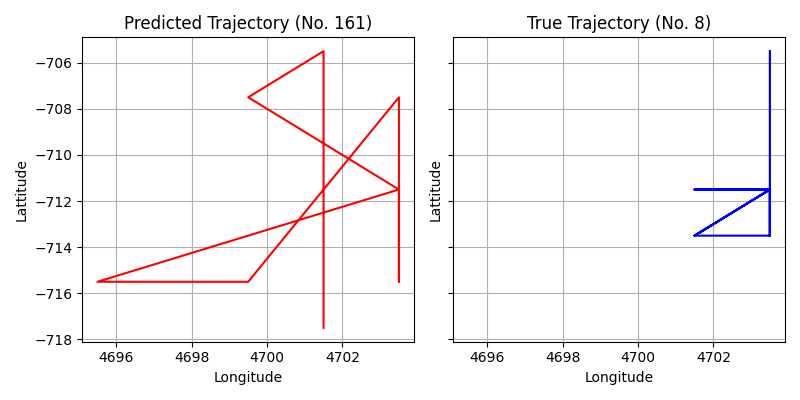 Predicted Trajectory (No. 161)
True Trajectory (No. 8)
−706
−708
−710
−712
−714
−716
−718
Lattitude
4696
4698
4700
4702
Longitude
Lattitude
4696
4698
4700
4702
Longitude